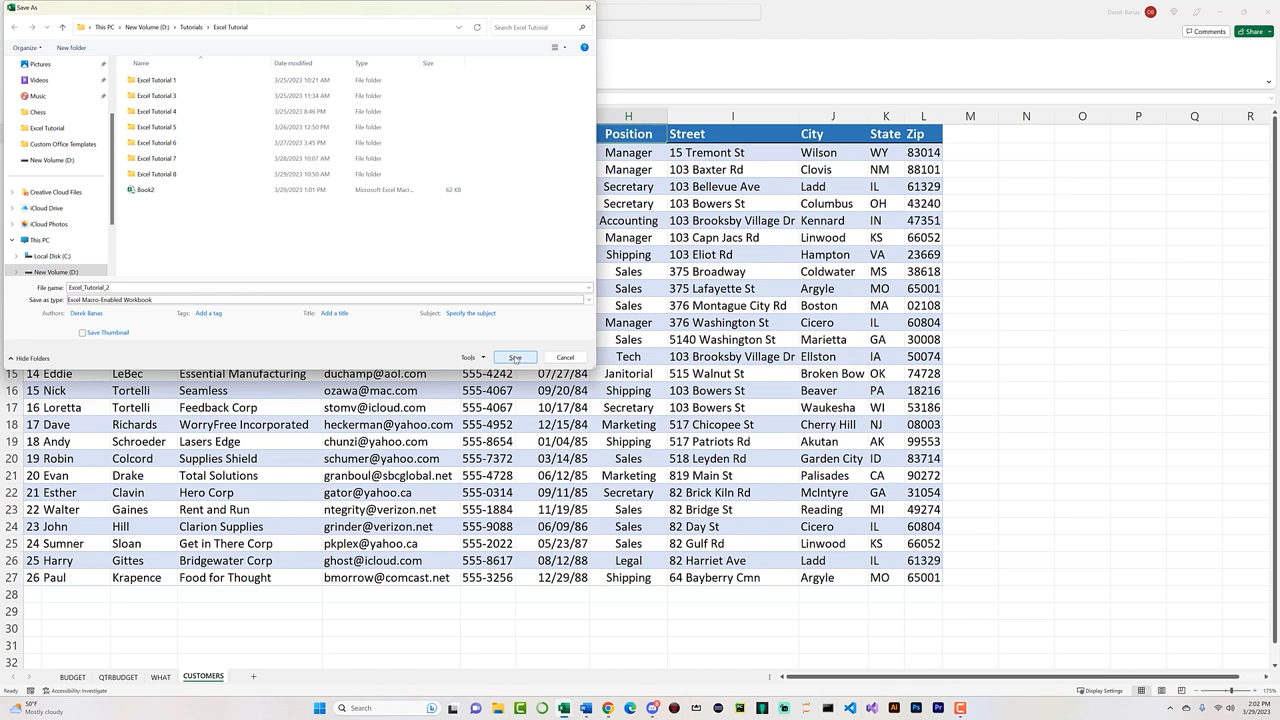 Save As
This PC > New Volume (D:) > Tutorials > Excel Tutorial
Search Excel Tutorial
Derek Banas DB
Organize
New folder
Comments
Share
Name Date modified Type Size
Pictures
Videos
Music
Chess
Excel Tutorial
Custom Office Templates
New Volume (D:)
Creative Cloud Files
iCloud Drive
iCloud Photos
This PC
Local Disk (C:)
New Volume (D:)
Excel Tutorial 1 3/25/2023 10:21 AM File folder
Excel Tutorial 3 3/25/2023 11:34 AM File folder
Excel Tutorial 4 3/25/2023 8:46 PM File folder
Excel Tutorial 5 3/26/2023 12:50 PM File folder
Excel Tutorial 6 3/27/2023 3:45 PM File folder
Excel Tutorial 7 3/28/2023 10:07 AM File folder
Excel Tutorial 8 3/29/2023 10:50 AM File folder
Book2 3/29/2023 1:01 PM Microsoft Excel Macr... 62 KB
File name: Excel_Tutorial_2
Save as type: Excel Macro-Enabled Workbook
Authors: Derek Banas Tags: Add a tag Title: Add a title Subject: Specify the subject
Save Thumbnail
Hide Folders
Tools Save Cancel
H I J K L M N O P Q R
Position Street City State Zip
Manager 15 Tremont St Wilson WY 83014
Manager 103 Baxter Rd Clovis NM 88101
Secretary 103 Bellevue Ave Ladd IL 61329
Secretary 103 Bowers St Columbus OH 43240
Accounting 103 Brooksby Village Dr Kennard IN 47351
Manager 103 Capn Jacs Rd Linwood KS 66052
Shipping 103 Eliot Rd Hampton VA 23669
Sales 375 Broadway Coldwater MS 38618
Sales 375 Lafayette St Argyle MO 65001
Sales 376 Montague City Rd Boston MA 02108
Manager 376 Washington St Cicero IL 60804
Sales 5140 Washington St Marietta GA 30008
Tech 103 Brooksby Village Dr Ellston IA 50074
15 14 Eddie LeBec Essential Manufacturing duchamp@aol.com 555-4242 07/27/84 Janitorial 515 Walnut St Broken Bow OK 74728
16 15 Nick Tortelli Seamless ozawa@mac.com 555-4067 09/20/84 Shipping 103 Bowers St Beaver PA 18216
17 16 Loretta Tortelli Feedback Corp stomv@icloud.com 555-4067 10/17/84 Secretary 103 Bowers St Waukesha WI 53186
18 17 Dave Richards WorryFree Incorporated heckerman@yahoo.com 555-4952 12/15/84 Marketing 517 Chicopee St Cherry Hill NJ 08003
19 18 Andy Schroeder Lasers Edge chunzi@yahoo.com 555-8654 01/04/85 Shipping 517 Patriots Rd Akutan AK 99553
20 19 Robin Colcord Supplies Shield schumer@yahoo.com 555-7372 03/14/85 Sales 518 Leyden Rd Garden City ID 83714
21 20 Evan Drake Total Solutions granboul@sbcglobal.net 555-4728 06/12/85 Marketing 819 Main St Palisades CA 90272
22 21 Esther Clavin Hero Corp gator@yahoo.ca 555-0314 09/11/85 Secretary 82 Brick Kiln Rd McIntyre GA 31054
23 22 Walter Gaines Rent and Run ntegrity@verizon.net 555-1884 11/19/85 Sales 82 Bridge St Reading MI 49274
24 23 John Hill Clarion Supplies grinder@verizon.net 555-9088 06/09/86 Sales 82 Day St Cicero IL 60804
25 24 Sumner Sloan Get in There Corp pkplex@yahoo.ca 555-2022 05/23/87 Sales 82 Gulf Rd Linwood KS 66052
26 25 Harry Gittes Bridgewater Corp ghost@icloud.com 555-8617 08/12/88 Legal 82 Harriet Ave Ladd IL 61329
27 26 Paul Krapence Food for Thought bmorrow@comcast.net 555-3256 12/29/88 Shipping 64 Bayberry Cmn Argyle MO 65001
28
29
30
31
32
BUDGET QTRBUDGET WHAT CUSTOMERS
Ready Accessibility: Investigate Display Settings 175%
50°F
Mostly cloudy
Search
2:02 PM
3/29/2023